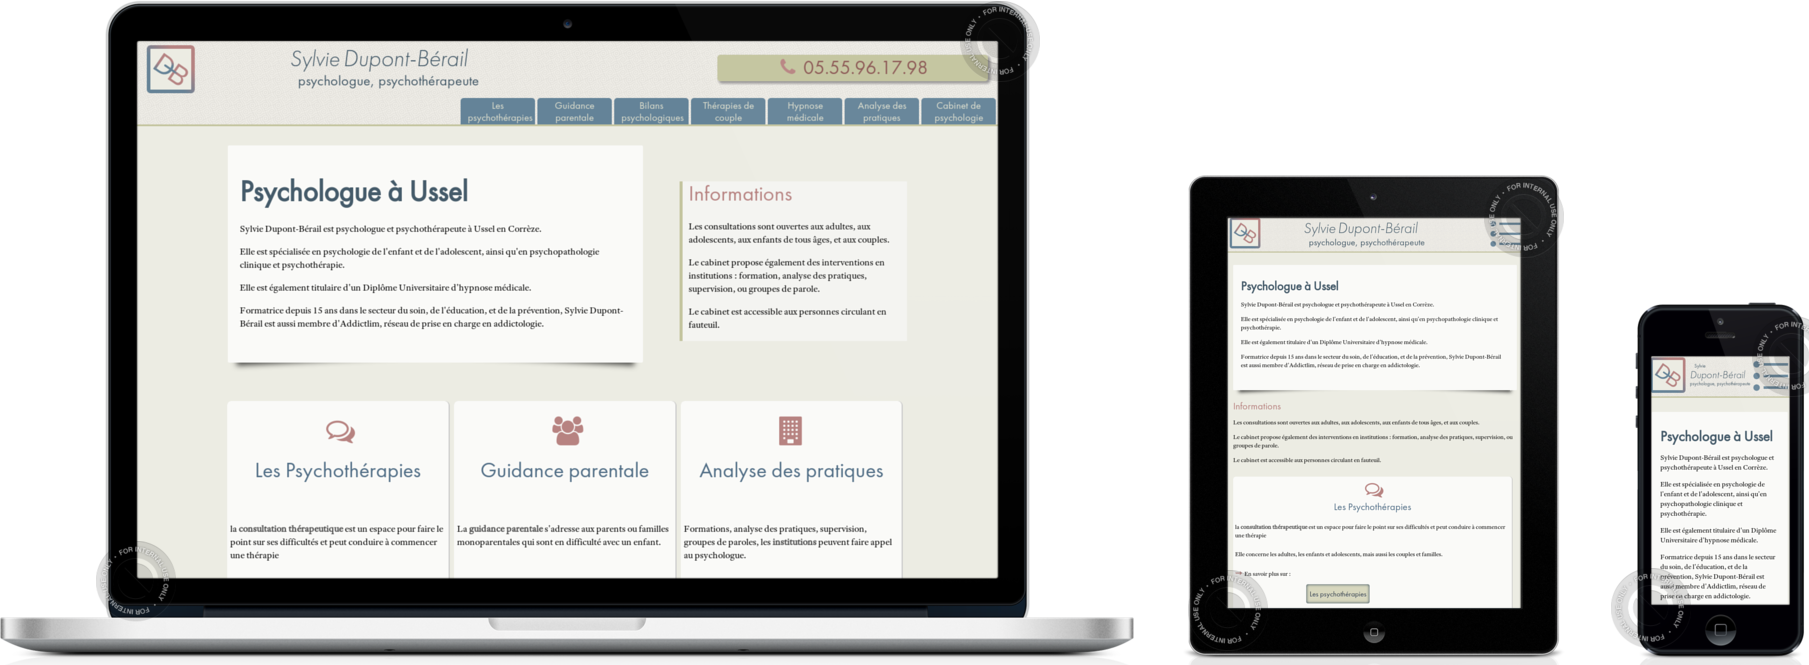 DB
Sylvie Dupont-Bérail
psychologue, psychothérapeute
05.55.96.17.98
Les
psychothérapies
Guidance
parentale
Bilans
psychologiques
Thérapies de
couple
Hypnose
médicale
Analyse des
pratiques
Cabinet de
psychologie
Psychologue à Ussel
Sylvie Dupont-Bérail est psychologue et psychothérapeute à Ussel en Corrèze.
Elle est spécialisée en psychologie de l'enfant et de l'adolescent, ainsi qu'en psychopathologie
clinique et psychothérapie.
Elle est également titulaire d'un Diplôme Universitaire d'hypnose médicale.
Formatrice depuis 15 ans dans le secteur du soin, de l'éducation, et de la prévention, Sylvie Dupont-
Bérail est aussi membre d'Addictlim, réseau de prise en charge en addictologie.
Informations
Les consultations sont ouvertes aux adultes, aux
adolescents, aux enfants de tous âges, et aux couples.
Le cabinet propose également des interventions en
institutions : formation, analyse des pratiques,
supervision, ou groupes de parole.
Le cabinet est accessible aux personnes circulant en
fauteuil.
Les Psychothérapies
la consultation thérapeutique est un espace pour faire le
point sur ses difficultés et peut conduire à commencer
une thérapie
Guidance parentale
La guidance parentale s'adresse aux parents ou familles
monoparentales qui sont en difficulté avec un enfant.
Analyse des pratiques
Formations, analyse des pratiques, supervision,
groupes de paroles, les institutions peuvent faire appel
au psychologue.
FOR INTERNAL USE ONLY
FOR INTERNAL USE ONLY
DB
Sylvie Dupont-Bérail
psychologue, psychothérapeute
Psychologue à Ussel
Sylvie Dupont-Bérail est psychologue et psychothérapeute à Ussel en Corrèze.
Elle est spécialisée en psychologie de l'enfant et de l'adolescent, ainsi qu'en psychopathologie clinique et
psychothérapie.
Elle est également titulaire d'un Diplôme Universitaire d'hypnose médicale.
Formatrice depuis 15 ans dans le secteur du soin, de l'éducation, et de la prévention, Sylvie Dupont-Bérail
est aussi membre d'Addictlim, réseau de prise en charge en addictologie.
Informations
Les consultations sont ouvertes aux adultes, aux adolescents, aux enfants de tous âges, et aux couples.
Le cabinet propose également des interventions en institutions : formation, analyse des pratiques, supervision, ou
groupes de parole.
Le cabinet est accessible aux personnes circulant en fauteuil.
Les Psychothérapies
la consultation thérapeutique est un espace pour faire le point sur ses difficultés et peut conduire à commencer
une thérapie
Elle concerne les adultes, les enfants et adolescents, mais aussi les couples et familles.
En savoir plus sur :
Les psychothérapies
FOR INTERNAL USE ONLY
FOR INTERNAL USE ONLY
DB
Sylvie
Dupont-Bérail
psychologue, psychothérapeute
Psychologue à Ussel
Sylvie Dupont-Bérail est psychologue et
psychothérapeute à Ussel en Corrèze.
Elle est spécialisée en psychologie de
l'enfant et de l'adolescent, ainsi qu'en
psychopathologie clinique et
psychothérapie.
Elle est également titulaire d'un Diplôme
Universitaire d'hypnose médicale.
Formatrice depuis 15 ans dans le secteur
du soin, de l'éducation, et de la
prévention, Sylvie Dupont-Bérail est
aussi membre d'Addictlim, réseau de
prise en charge en addictologie.